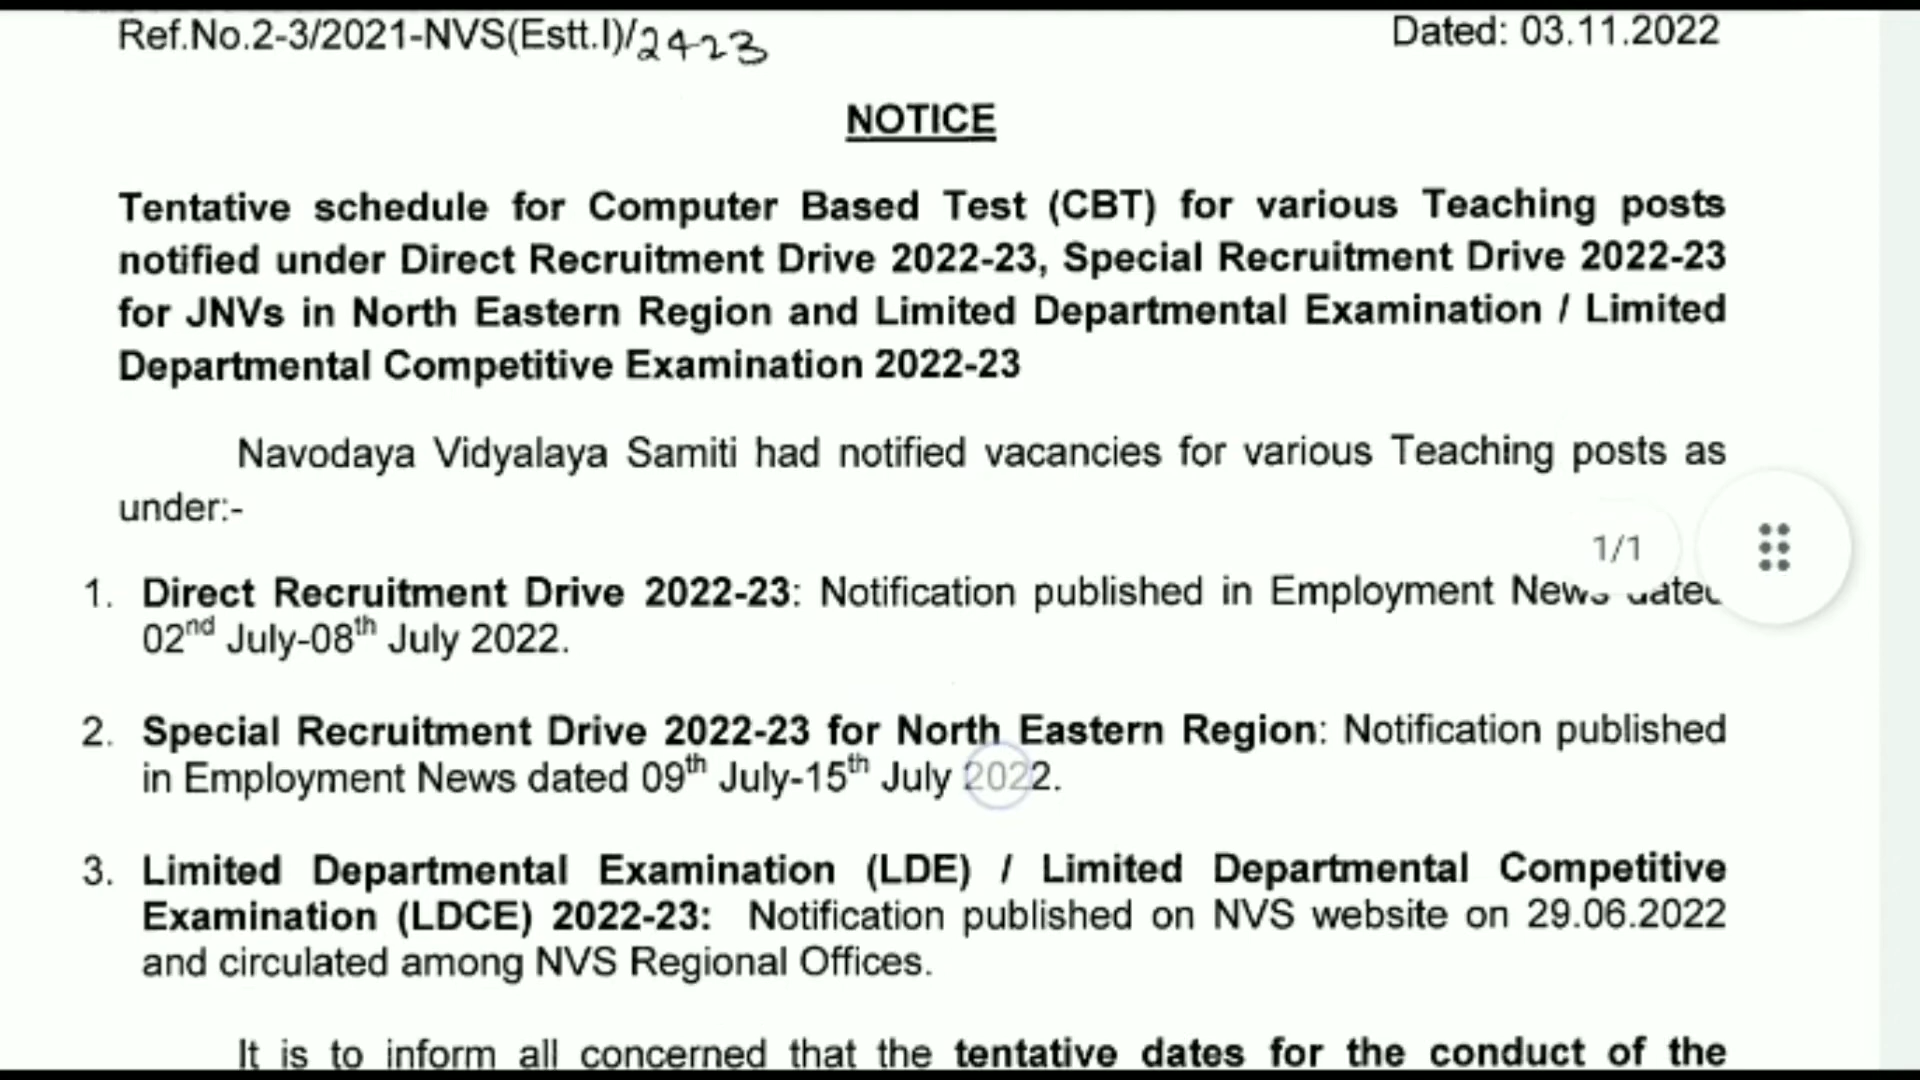 Ref.No.2-3/2021-NVS(Estt.I)/2423 Dated: 03.11.2022
NOTICE
Tentative schedule for Computer Based Test (CBT) for various Teaching posts
notified under Direct Recruitment Drive 2022-23, Special Recruitment Drive 2022-23
for JNVs in North Eastern Region and Limited Departmental Examination / Limited
Departmental Competitive Examination 2022-23
Navodaya Vidyalaya Samiti had notified vacancies for various Teaching posts as
under:-
1/1
1. Direct Recruitment Drive 2022-23: Notification published in Employment News dated
02nd July-08th July 2022.
2. Special Recruitment Drive 2022-23 for North Eastern Region: Notification published
in Employment News dated 09th July-15th July 2022.
3. Limited Departmental Examination (LDE) / Limited Departmental Competitive
Examination (LDCE) 2022-23: Notification published on NVS website on 29.06.2022
and circulated among NVS Regional Offices.
It is to inform all concerned that the tentative dates for the conduct of the